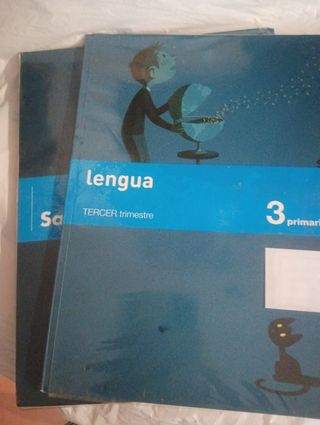 lengua
TERCER trimestre
3 primari
Sa